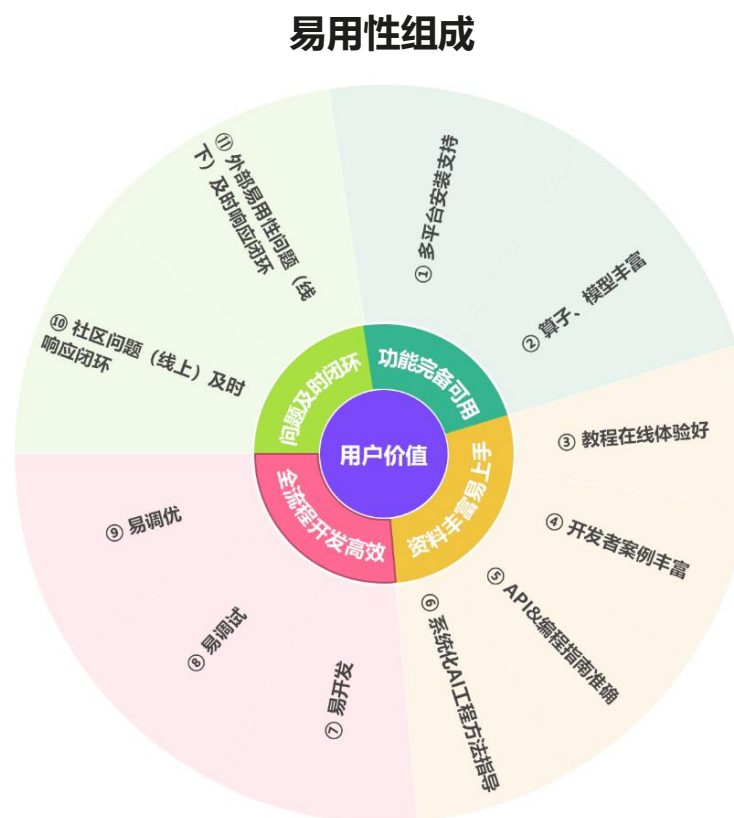 易用性组成
用户价值
功能完备可用
资料丰富易上手
全流程开发高效
问题及时闭环
① 多平台安装支持
② 算子、模型丰富
③ 教程在线体验好
④ 开发者案例丰富
⑤ API&编程指南准确
⑥ 系统化AI工程方法指导
⑦ 易开发
⑧ 易调试
⑨ 易调优
⑩ 社区问题（线上）及时
响应闭环
⑪ 外部易用性问题（线
下）及时响应闭环